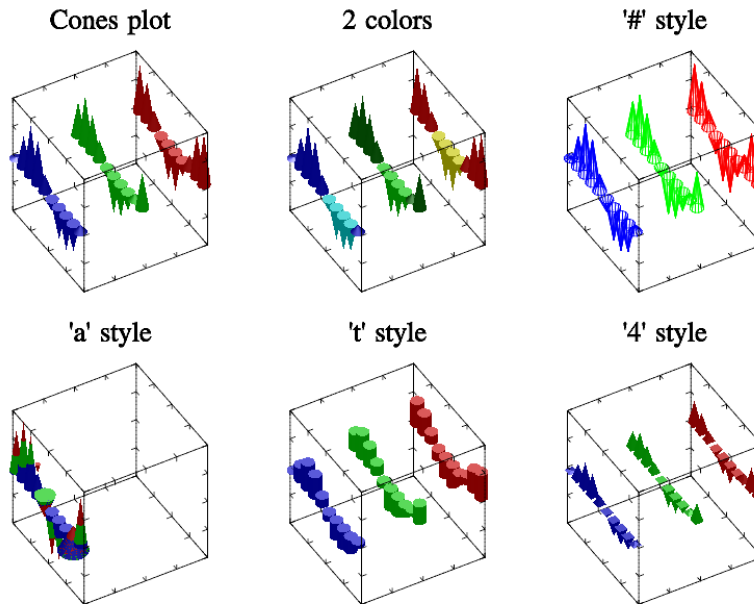 Cones plot
2 colors
'#' style
'a' style
't' style
'4' style